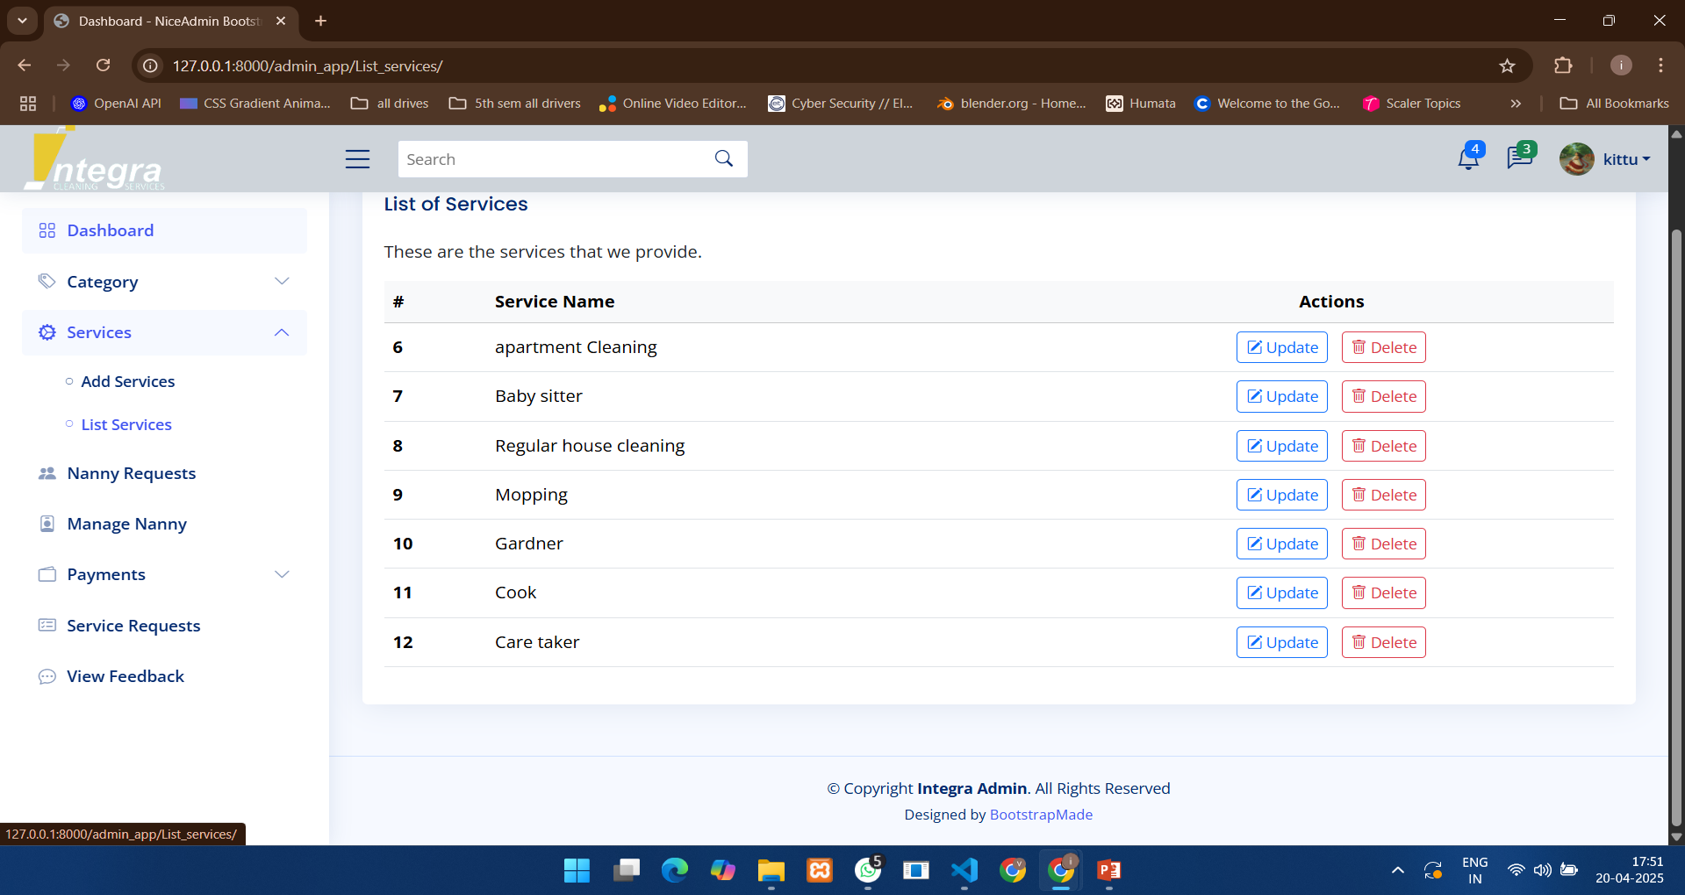 Dashboard - NiceAdmin Bootst
127.0.0.1:8000/admin_app/List_services/
i
OpenAI API
CSS Gradient Anima...
all drives
5th sem all drivers
Online Video Editor...
Cyber Security // El...
blender.org - Home...
Humata
Welcome to the Go...
Scaler Topics
»
All Bookmarks
ntegra
CLEANING SERVICES
Search
4
3
kittu
Dashboard
Category
Services
Add Services
List Services
Nanny Requests
Manage Nanny
Payments
Service Requests
View Feedback
List of Services
These are the services that we provide.
# Service Name Actions
6 apartment Cleaning Update Delete
7 Baby sitter Update Delete
8 Regular house cleaning Update Delete
9 Mopping Update Delete
10 Gardner Update Delete
11 Cook Update Delete
12 Care taker Update Delete
© Copyright Integra Admin. All Rights Reserved
Designed by BootstrapMade
127.0.0.1:8000/admin_app/List_services/
5
ENG
IN
17:51
20-04-2025